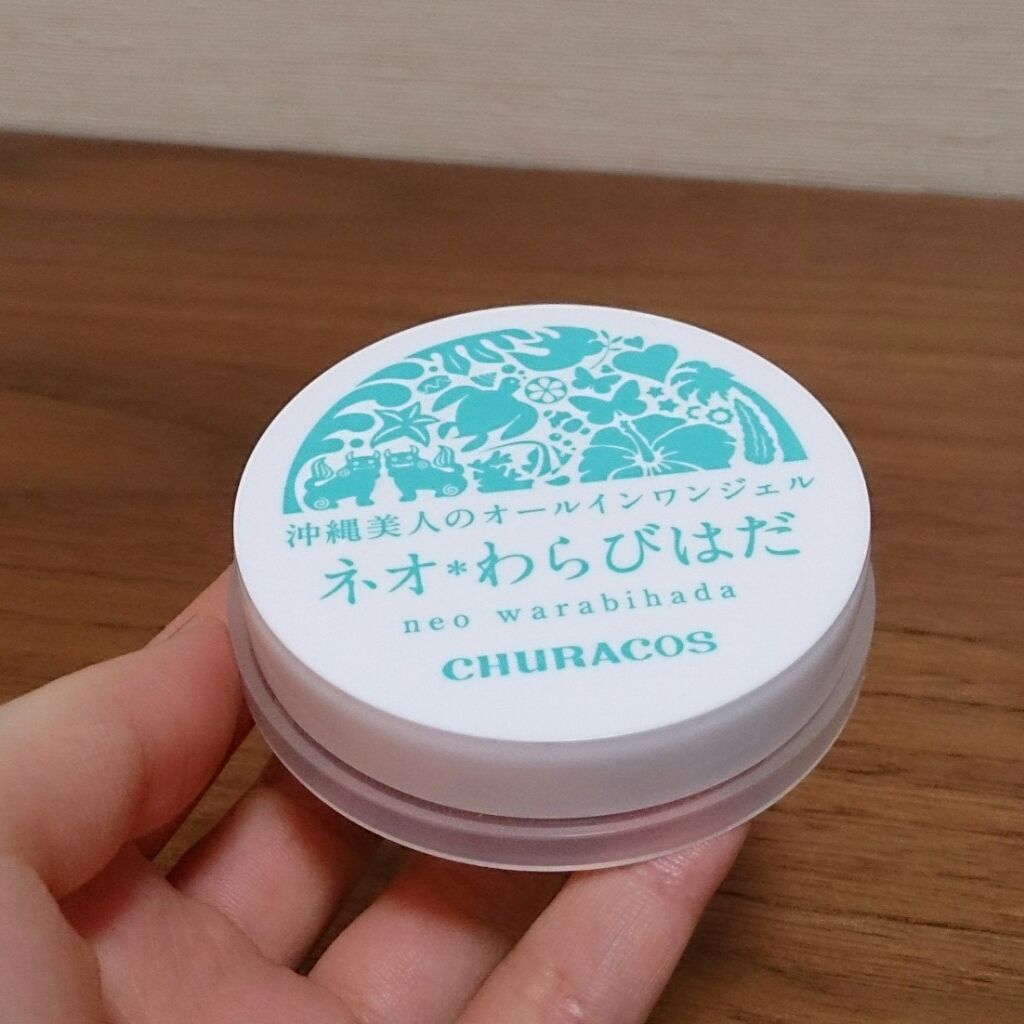 沖縄美人のオールインワンジェル
ネオ*わらびはだ
neo warabihada
CHURACOS